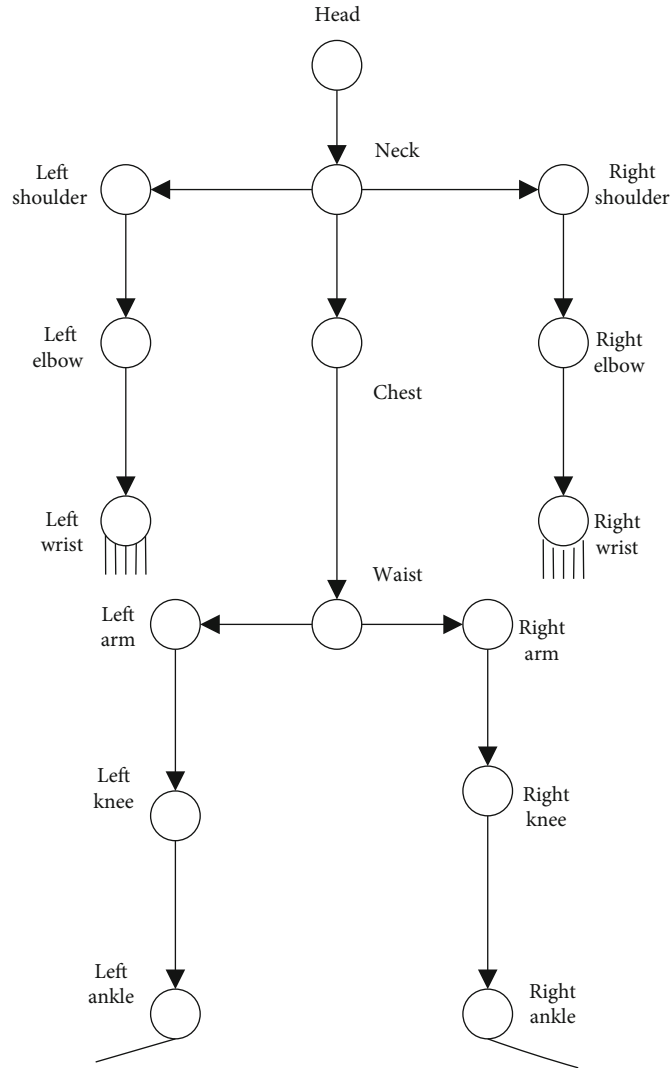 Head
Neck
Left
shoulder
Right
shoulder
Left
elbow
Right
elbow
Chest
Left
wrist
Right
wrist
Waist
Left
arm
Right
arm
Left
knee
Right
knee
Left
ankle
Right
ankle